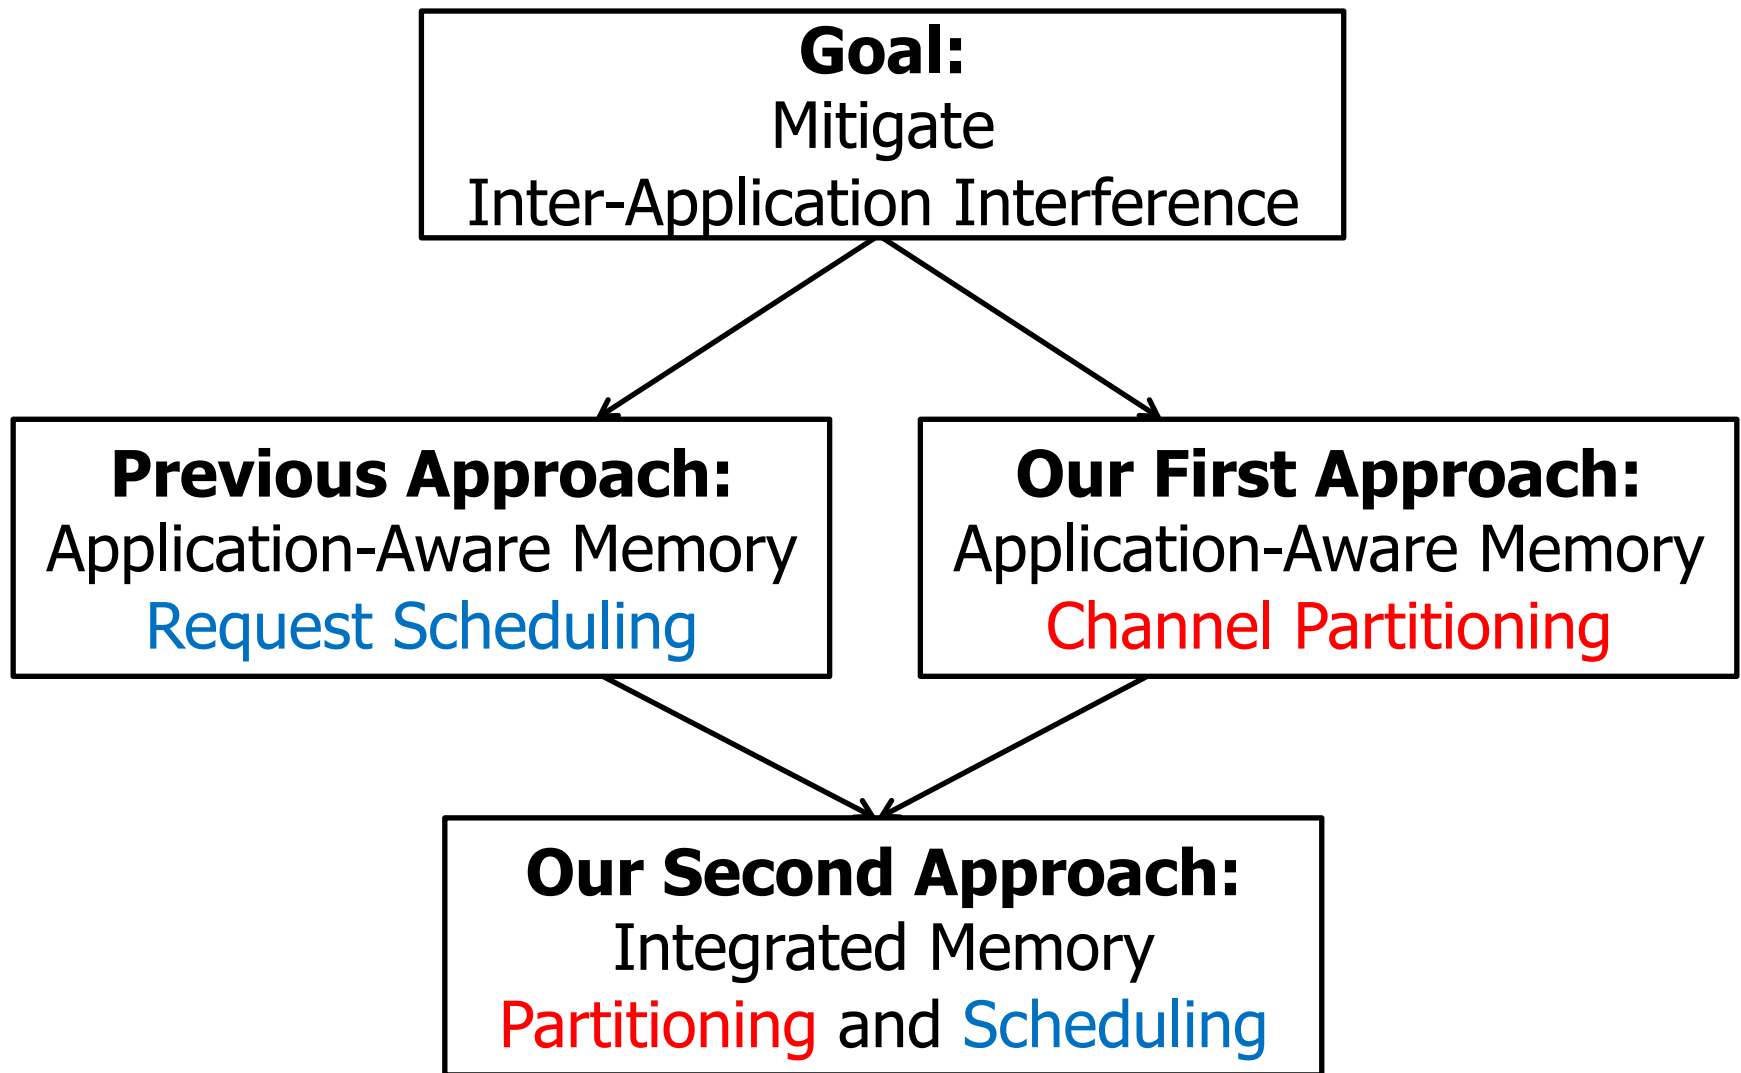 Goal:
Mitigate
Inter-Application Interference
Previous Approach:
Application-Aware Memory
Request Scheduling
Our First Approach:
Application-Aware Memory
Channel Partitioning
Our Second Approach:
Integrated Memory
Partitioning and Scheduling